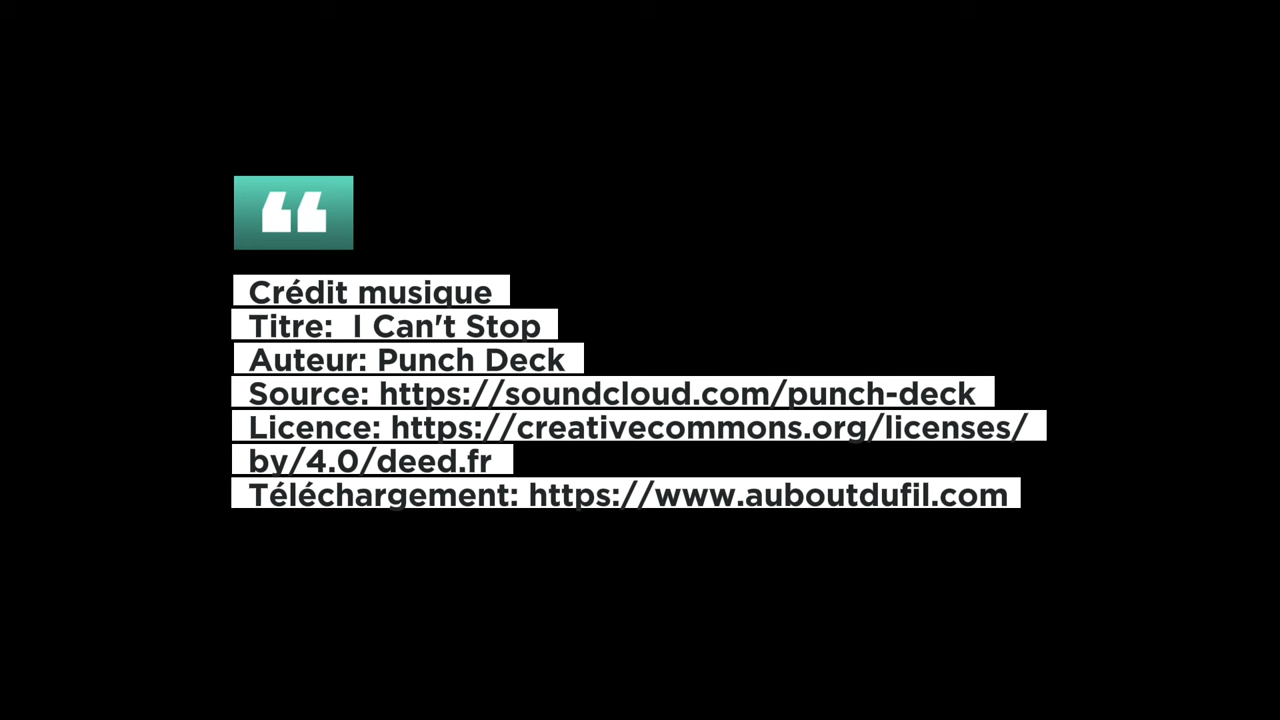 ❝
Crédit musique
Titre:  I Can't Stop
Auteur: Punch Deck
Source: https://soundcloud.com/punch-deck
Licence: https://creativecommons.org/licenses/
by/4.0/deed.fr
Téléchargement: https://www.auboutdufil.com